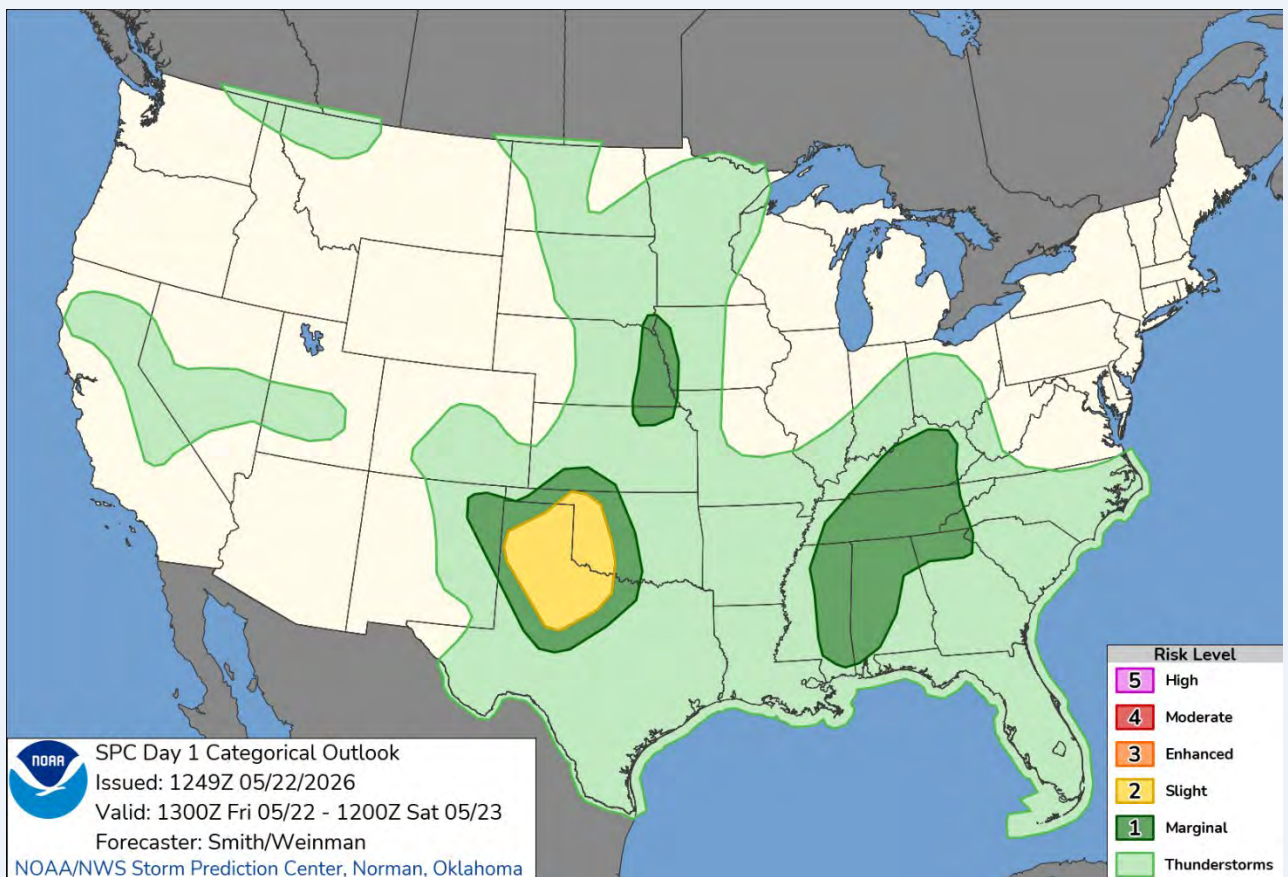 Risk Level
5 High
4 Moderate
3 Enhanced
2 Slight
1 Marginal
Thunderstorms
NOAA
SPC Day 1 Categorical Outlook
Issued: 1249Z 05/22/2026
Valid: 1300Z Fri 05/22 - 1200Z Sat 05/23
Forecaster: Smith/Weinman
NOAA/NWS Storm Prediction Center, Norman, Oklahoma